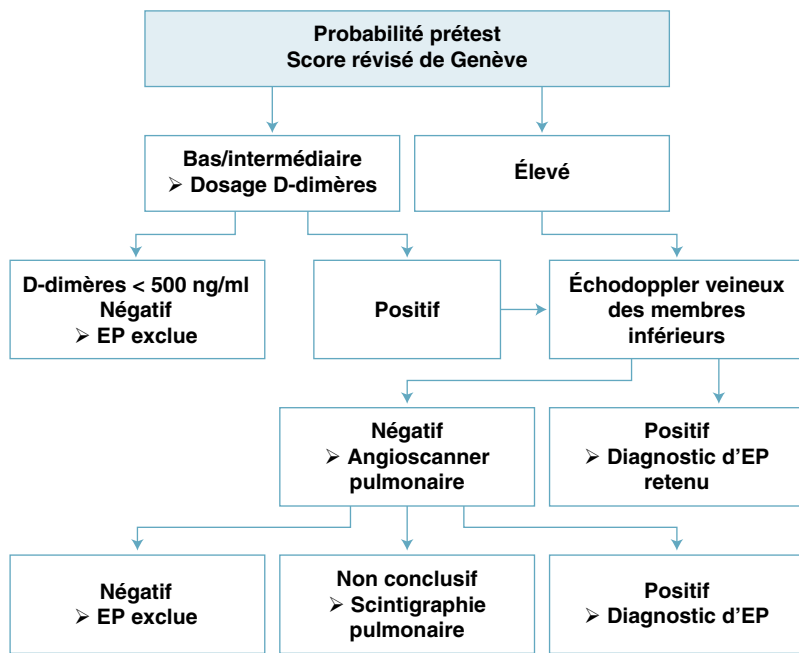 Probabilité prétest
Score révisé de Genève
Bas/intermédiaire
➢ Dosage D-dimères
Élevé
D-dimères < 500 ng/ml
Négatif
➢ EP exclue
Positif
Échodoppler veineux
des membres
inférieurs
Négatif
➢ Angioscanner
pulmonaire
Positif
➢ Diagnostic d'EP
retenu
Négatif
➢ EP exclue
Non conclusif
➢ Scintigraphie
pulmonaire
Positif
➢ Diagnostic d'EP